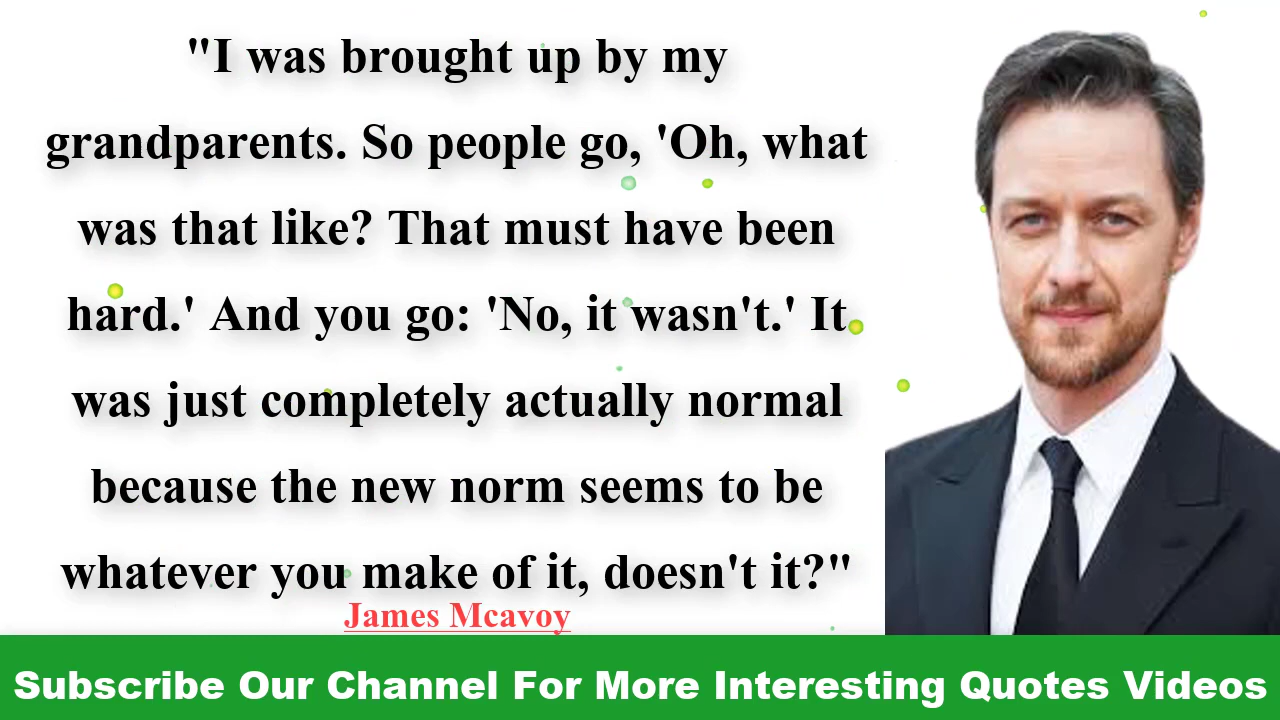 "I was brought up by my
grandparents. So people go, 'Oh, what
was that like? That must have been
hard.' And you go: 'No, it wasn't.' It
was just completely actually normal
because the new norm seems to be
whatever you make of it, doesn't it?"
James Mcavoy
Subscribe Our Channel For More Interesting Quotes Videos